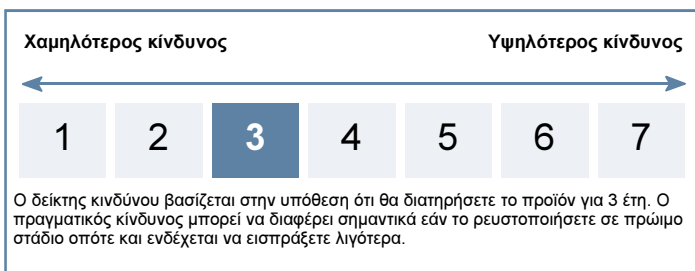 Χαμηλότερος κίνδυνος Υψηλότερος κίνδυνος
1 2 3 4 5 6 7
Ο δείκτης κινδύνου βασίζεται στην υπόθεση ότι θα διατηρήσετε το προϊόν για 3 έτη. Ο
πραγματικός κίνδυνος μπορεί να διαφέρει σημαντικά εάν το ρευστοποιήσετε σε πρώιμο
στάδιο οπότε και ενδέχεται να εισπράξετε λιγότερα.